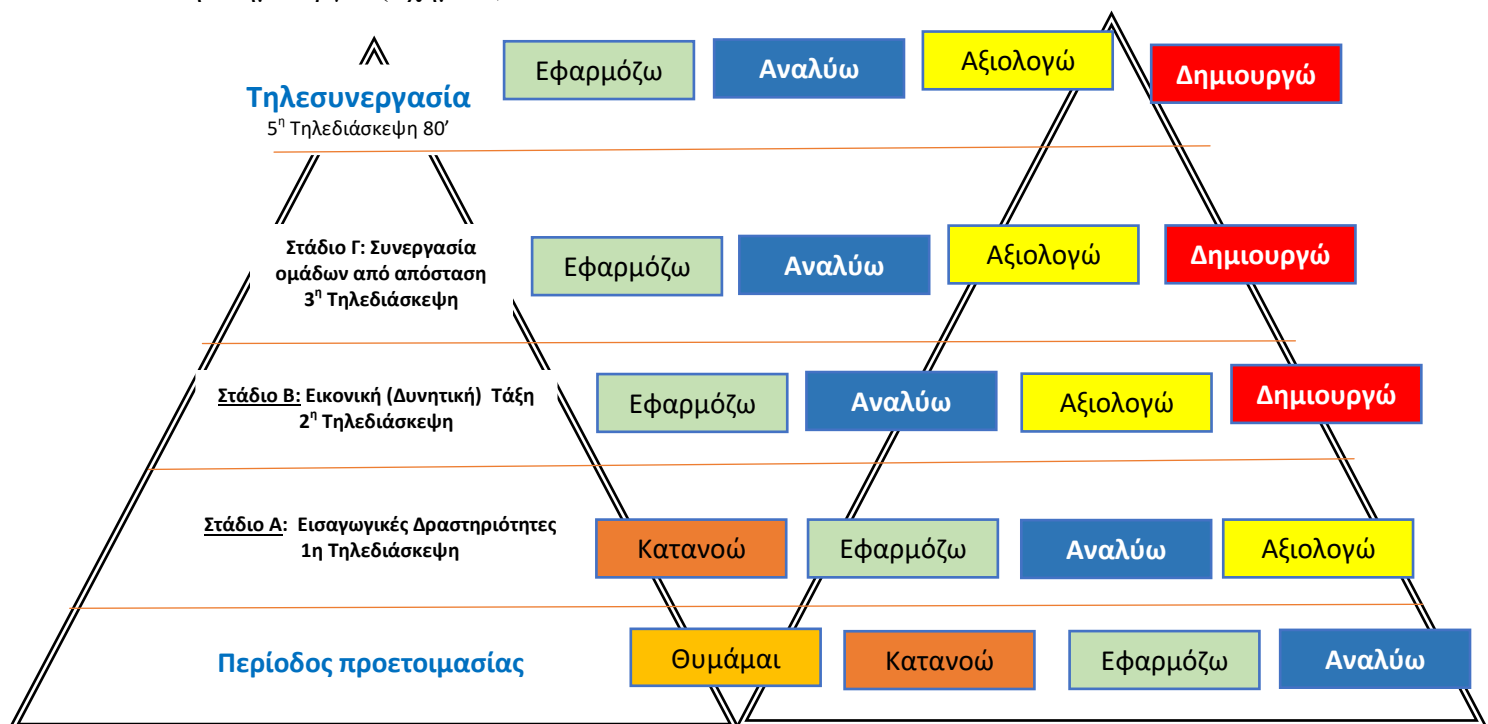 Εφαρμόζω
Αναλύω
Αξιολογώ
Δημιουργώ
Τηλεσυνεργασία
5η Τηλεδιάσκεψη 80’
Στάδιο Γ: Συνεργασία
ομάδων από απόσταση
3η Τηλεδιάσκεψη
Εφαρμόζω
Αναλύω
Αξιολογώ
Δημιουργώ
Στάδιο Β: Εικονική (Δυνητική) Τάξη
2η Τηλεδιάσκεψη
Εφαρμόζω
Αναλύω
Αξιολογώ
Δημιουργώ
Στάδιο Α: Εισαγωγικές Δραστηριότητες
1η Τηλεδιάσκεψη
Κατανοώ
Εφαρμόζω
Αναλύω
Αξιολογώ
Περίοδος προετοιμασίας
Θυμάμαι
Κατανοώ
Εφαρμόζω
Αναλύω